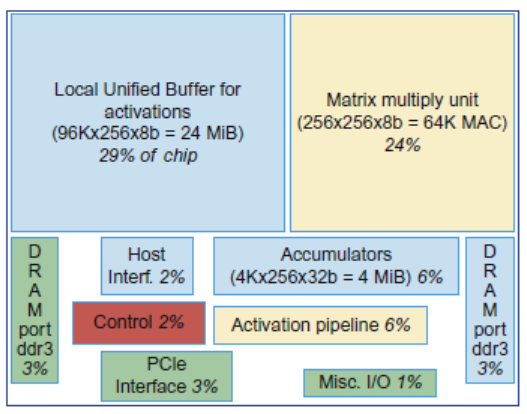 Local Unified Buffer for
activations
(96Kx256x8b = 24 MiB)
29% of chip
Matrix multiply unit
(256x256x8b = 64K MAC)
24%
D
R
A
M
port
ddr3
3%
Host
Interf. 2%
Accumulators
(4Kx256x32b = 4 MiB) 6%
D
R
A
M
port
ddr3
3%
Control 2%
Activation pipeline 6%
PCIe
Interface 3%
Misc. I/O 1%